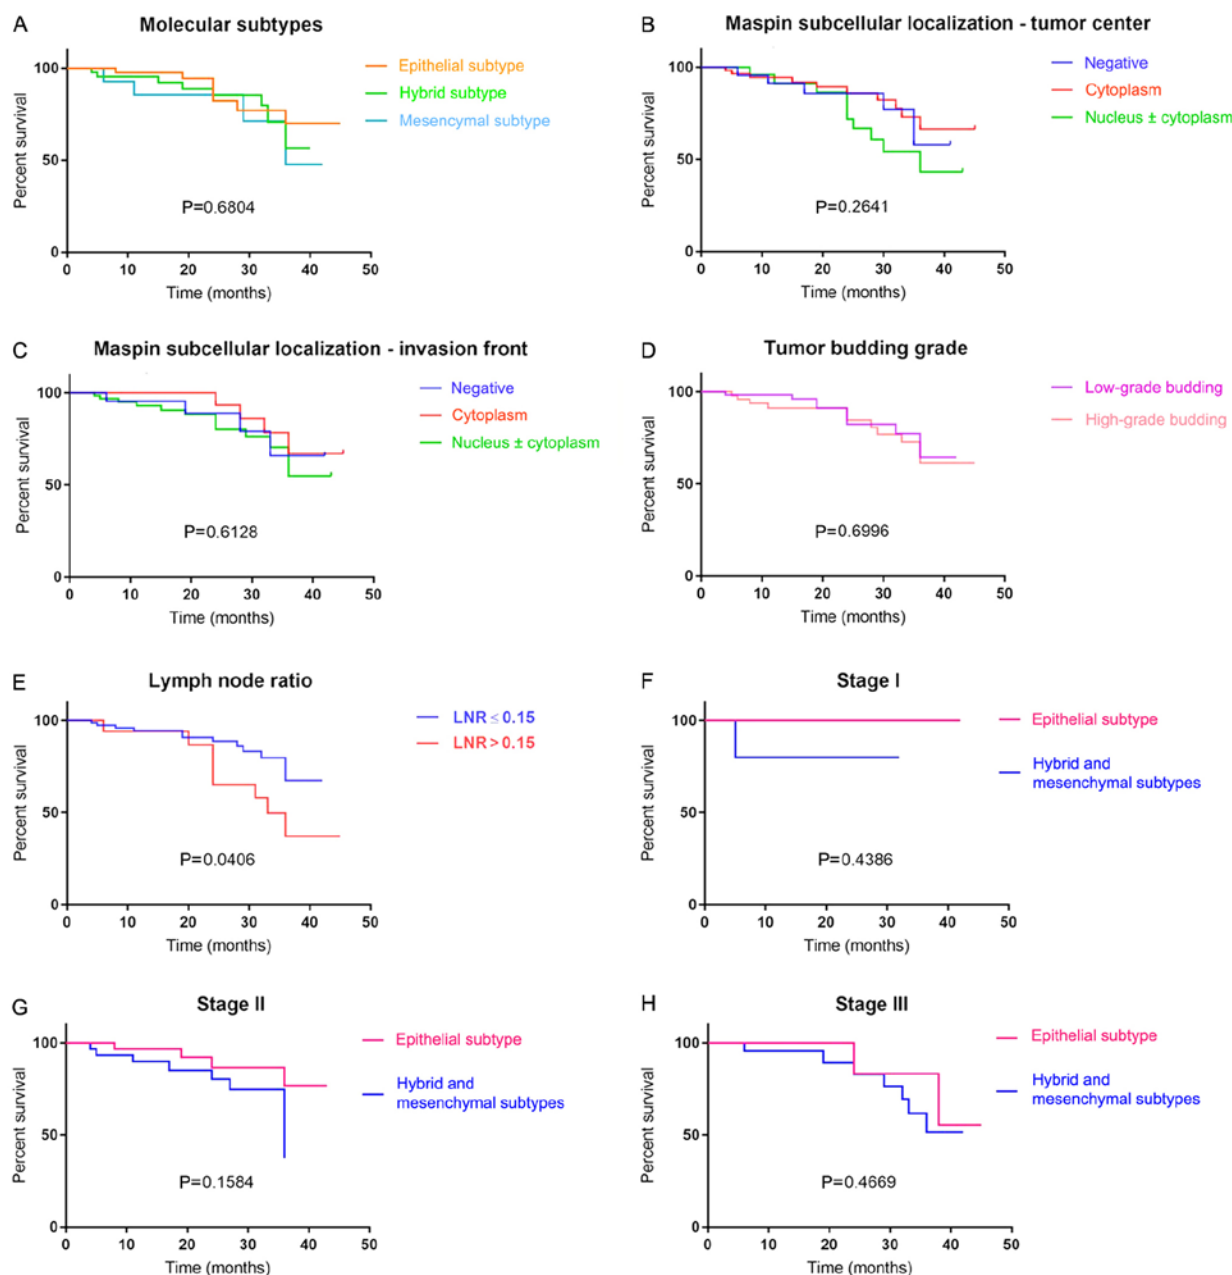 A
Molecular subtypes
Percent survival
100
50
0
0 10 20 30 40 50
Time (months)
Epithelial subtype
Hybrid subtype
Mesencymal subtype
P=0.6804
B
Maspin subcellular localization - tumor center
Percent survival
100
50
0
0 10 20 30 40 50
Time (months)
Negative
Cytoplasm
Nucleus ± cytoplasm
P=0.2641
C
Maspin subcellular localization - invasion front
Percent survival
100
50
0
0 10 20 30 40 50
Time (months)
Negative
Cytoplasm
Nucleus ± cytoplasm
P=0.6128
D
Tumor budding grade
Percent survival
100
50
0
0 10 20 30 40 50
Time (months)
Low-grade budding
High-grade budding
P=0.6996
E
Lymph node ratio
Percent survival
100
50
0
0 10 20 30 40 50
Time (months)
LNR ≤ 0.15
LNR > 0.15
P=0.0406
F
Stage I
Percent survival
100
50
0
0 10 20 30 40 50
Time (months)
Epithelial subtype
Hybrid and
mesenchymal subtypes
P=0.4386
G
Stage II
Percent survival
100
50
0
0 10 20 30 40 50
Time (months)
Epithelial subtype
Hybrid and
mesenchymal subtypes
P=0.1584
H
Stage III
Percent survival
100
50
0
0 10 20 30 40 50
Time (months)
Epithelial subtype
Hybrid and
mesenchymal subtypes
P=0.4669